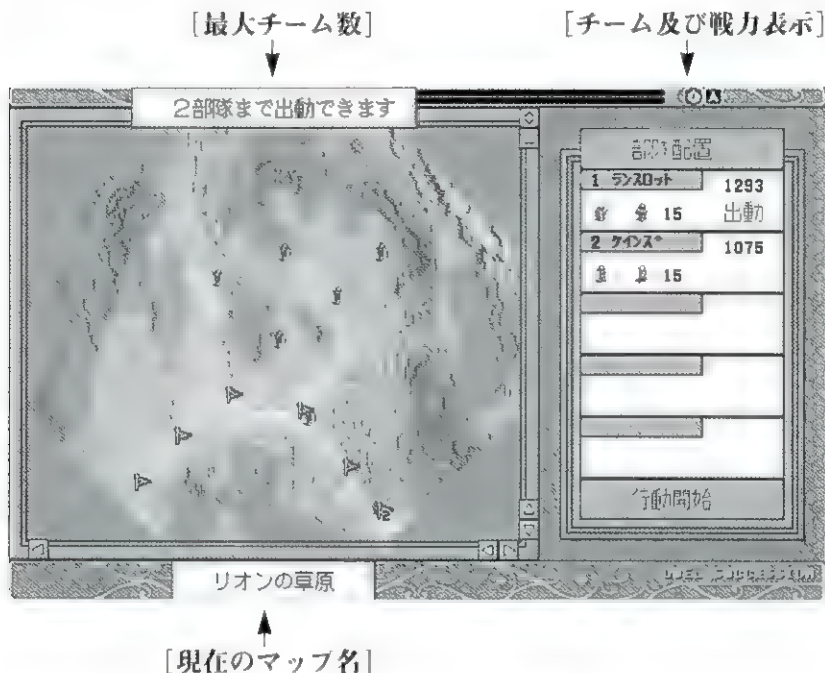 [最大チーム数]
[チーム及び戦力表示]
2部隊まで出動できます
部隊配置
1 ランスロット
1293
15
出動
2 ケインズ
1075
15
行動開始
リオンの草原
[現在のマップ名]